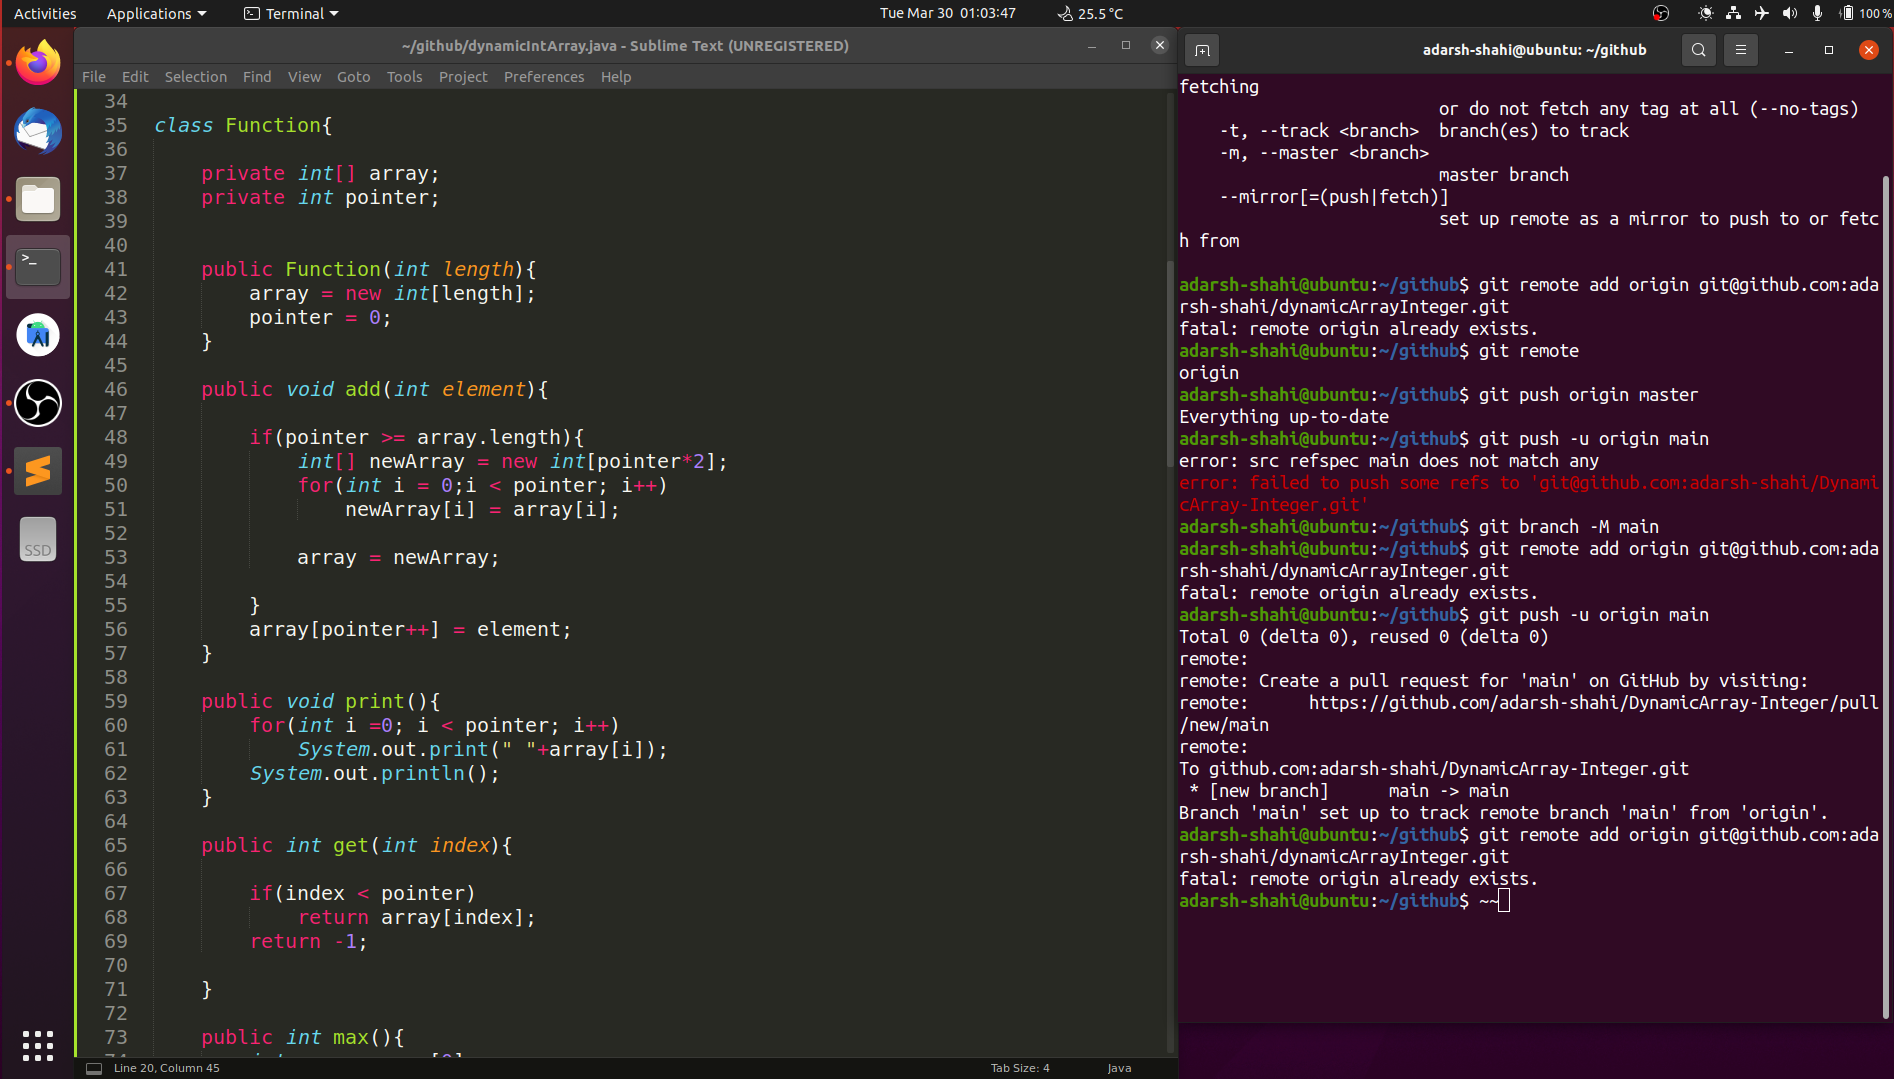 Activities Applications Terminal Tue Mar 30 01:03:47 25.5 °C 100 %
~/github/dynamicIntArray.java - Sublime Text (UNREGISTERED)
File Edit Selection Find View Goto Tools Project Preferences Help
34
35 class Function{
36
37 private int[] array;
38 private int pointer;
39
40
41 public Function(int length){
42 array = new int[length];
43 pointer = 0;
44 }
45
46 public void add(int element){
47
48 if(pointer >= array.length){
49 int[] newArray = new int[pointer*2];
50 for(int i = 0;i < pointer; i++)
51 newArray[i] = array[i];
52
53 array = newArray;
54
55 }
56 array[pointer++] = element;
57 }
58
59 public void print(){
60 for(int i =0; i < pointer; i++)
61 System.out.print(" "+array[i]);
62 System.out.println();
63 }
64
65 public int get(int index){
66
67 if(index < pointer)
68 return array[index];
69 return -1;
70
71 }
72
73 public int max(){
Line 20, Column 45 Tab Size: 4 Java
SSD
adarsh-shahi@ubuntu: ~/github
fetching
or do not fetch any tag at all (--no-tags)
-t, --track <branch> branch(es) to track
-m, --master <branch>
master branch
--mirror[=(push|fetch)]
set up remote as a mirror to push to or fetc
h from
adarsh-shahi@ubuntu:~/github$ git remote add origin git@github.com:ada
rsh-shahi/dynamicArrayInteger.git
fatal: remote origin already exists.
adarsh-shahi@ubuntu:~/github$ git remote
origin
adarsh-shahi@ubuntu:~/github$ git push origin master
Everything up-to-date
adarsh-shahi@ubuntu:~/github$ git push -u origin main
error: src refspec main does not match any
error: failed to push some refs to 'git@github.com:adarsh-shahi/Dynami
cArray-Integer.git'
adarsh-shahi@ubuntu:~/github$ git branch -M main
adarsh-shahi@ubuntu:~/github$ git remote add origin git@github.com:ada
rsh-shahi/dynamicArrayInteger.git
fatal: remote origin already exists.
adarsh-shahi@ubuntu:~/github$ git push -u origin main
Total 0 (delta 0), reused 0 (delta 0)
remote:
remote: Create a pull request for 'main' on GitHub by visiting:
remote: https://github.com/adarsh-shahi/DynamicArray-Integer/pull
/new/main
remote:
To github.com:adarsh-shahi/DynamicArray-Integer.git
* [new branch] main -> main
Branch 'main' set up to track remote branch 'main' from 'origin'.
adarsh-shahi@ubuntu:~/github$ git remote add origin git@github.com:ada
rsh-shahi/dynamicArrayInteger.git
fatal: remote origin already exists.
adarsh-shahi@ubuntu:~/github$ ~~